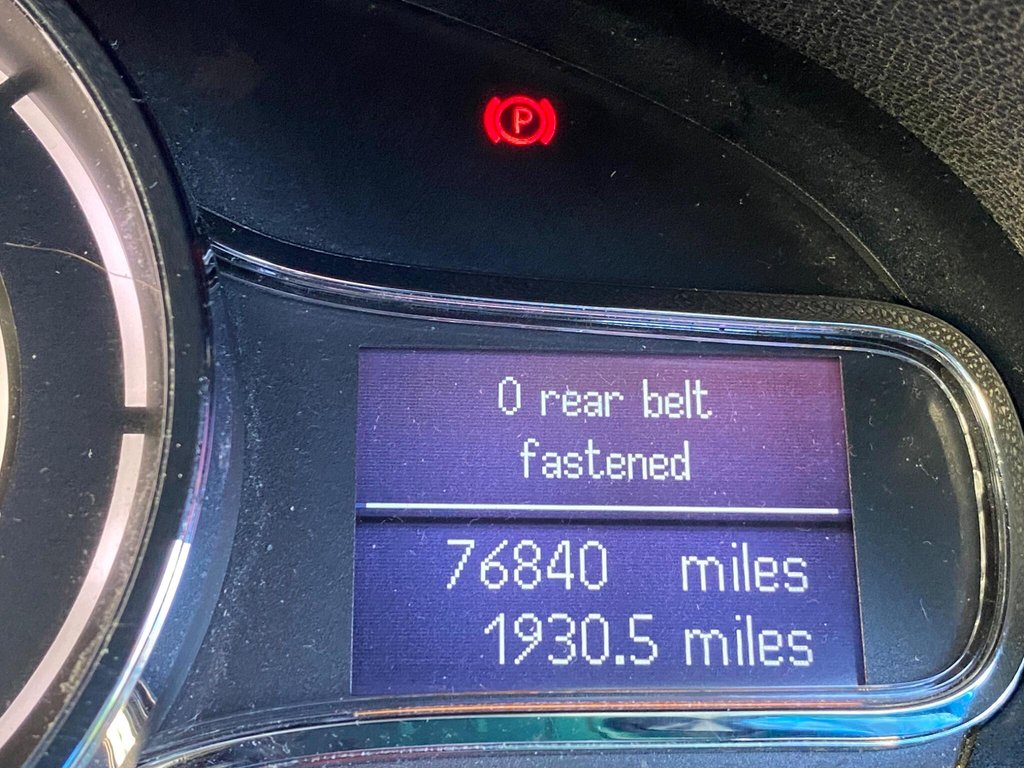 P
0 rear belt
fastened
76840 miles
1930.5 miles